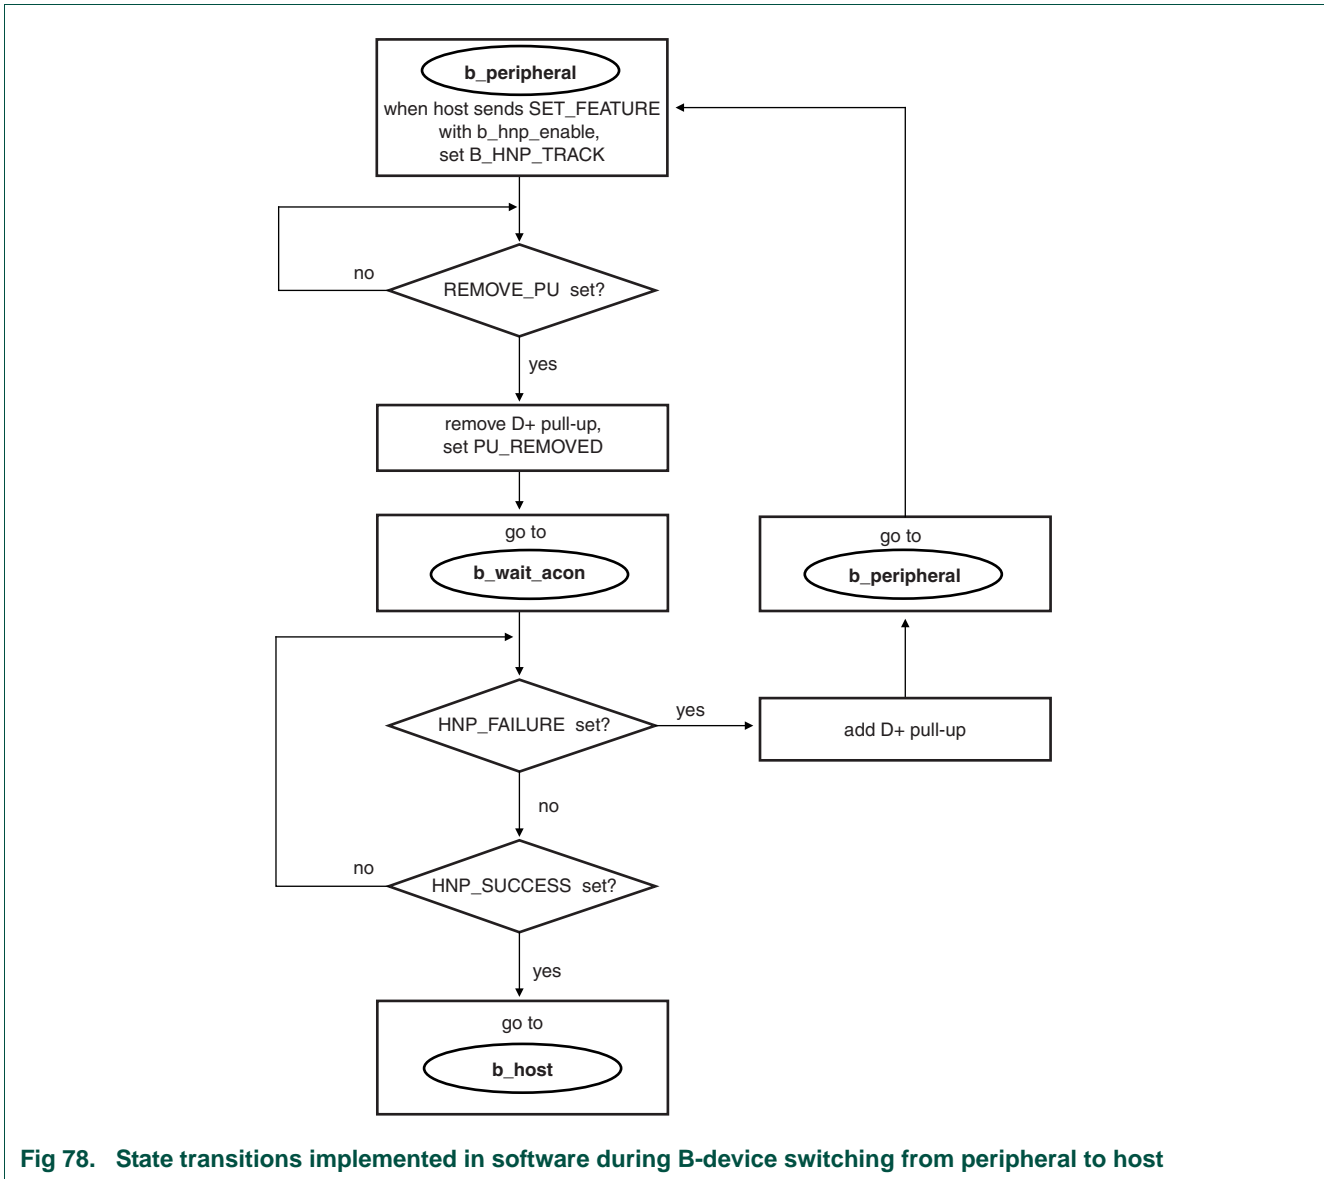 b_peripheral
when host sends SET_FEATURE
with b_hnp_enable,
set B_HNP_TRACK
no
REMOVE_PU set?
yes
remove D+ pull-up,
set PU_REMOVED
go to
b_wait_acon
go to
b_peripheral
HNP_FAILURE set?
yes
add D+ pull-up
no
no
HNP_SUCCESS set?
yes
go to
b_host
Fig 78. State transitions implemented in software during B-device switching from peripheral to host